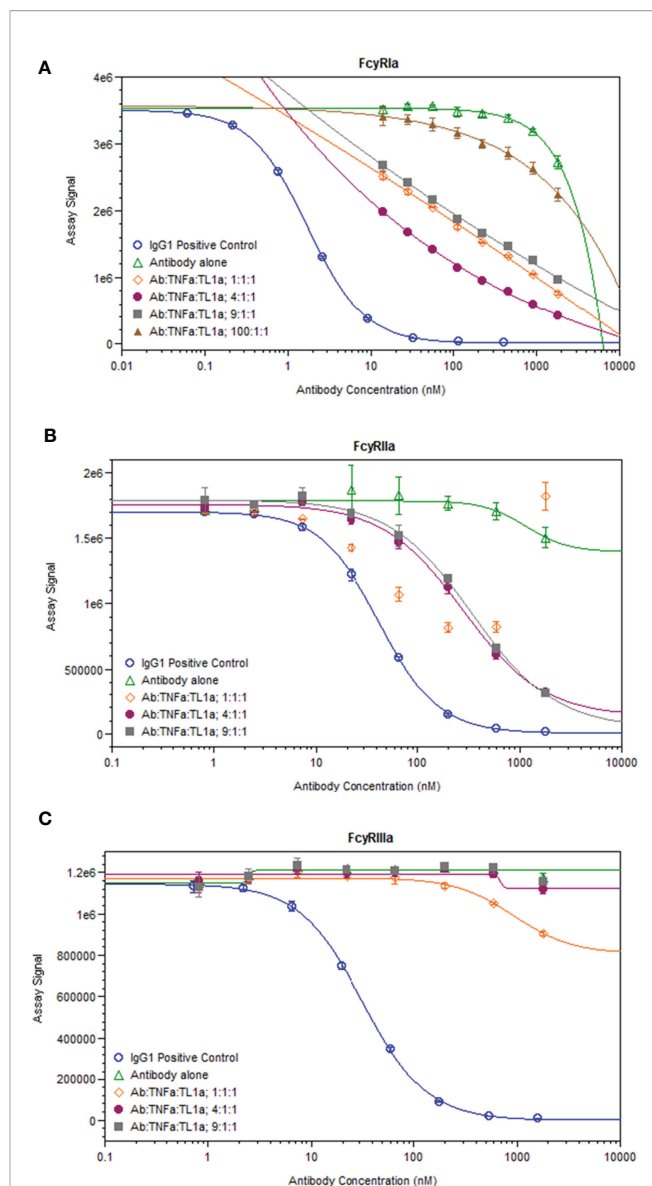 A
FcyRIa
4e6
3e6
2e6
1e6
0
Assay Signal
IgG1 Positive Control
Antibody alone
Ab:TNFa:TL1a; 1:1:1
Ab:TNFa:TL1a; 4:1:1
Ab:TNFa:TL1a; 9:1:1
Ab:TNFa:TL1a; 100:1:1
0.01 0.1 1 10 100 1000 10000
Antibody Concentration (nM)
B
FcyRIIa
2e6
1.5e6
1e6
500000
0
Assay Signal
IgG1 Positive Control
Antibody alone
Ab:TNFa:TL1a; 1:1:1
Ab:TNFa:TL1a; 4:1:1
Ab:TNFa:TL1a; 9:1:1
0.1 1 10 100 1000 10000
Antibody Concentration (nM)
C
FcyRIIIa
1.2e6
1e6
800000
600000
400000
200000
0
Assay Signal
IgG1 Positive Control
Antibody alone
Ab:TNFa:TL1a; 1:1:1
Ab:TNFa:TL1a; 4:1:1
Ab:TNFa:TL1a; 9:1:1
0.1 1 10 100 1000 10000
Antibody Concentration (nM)